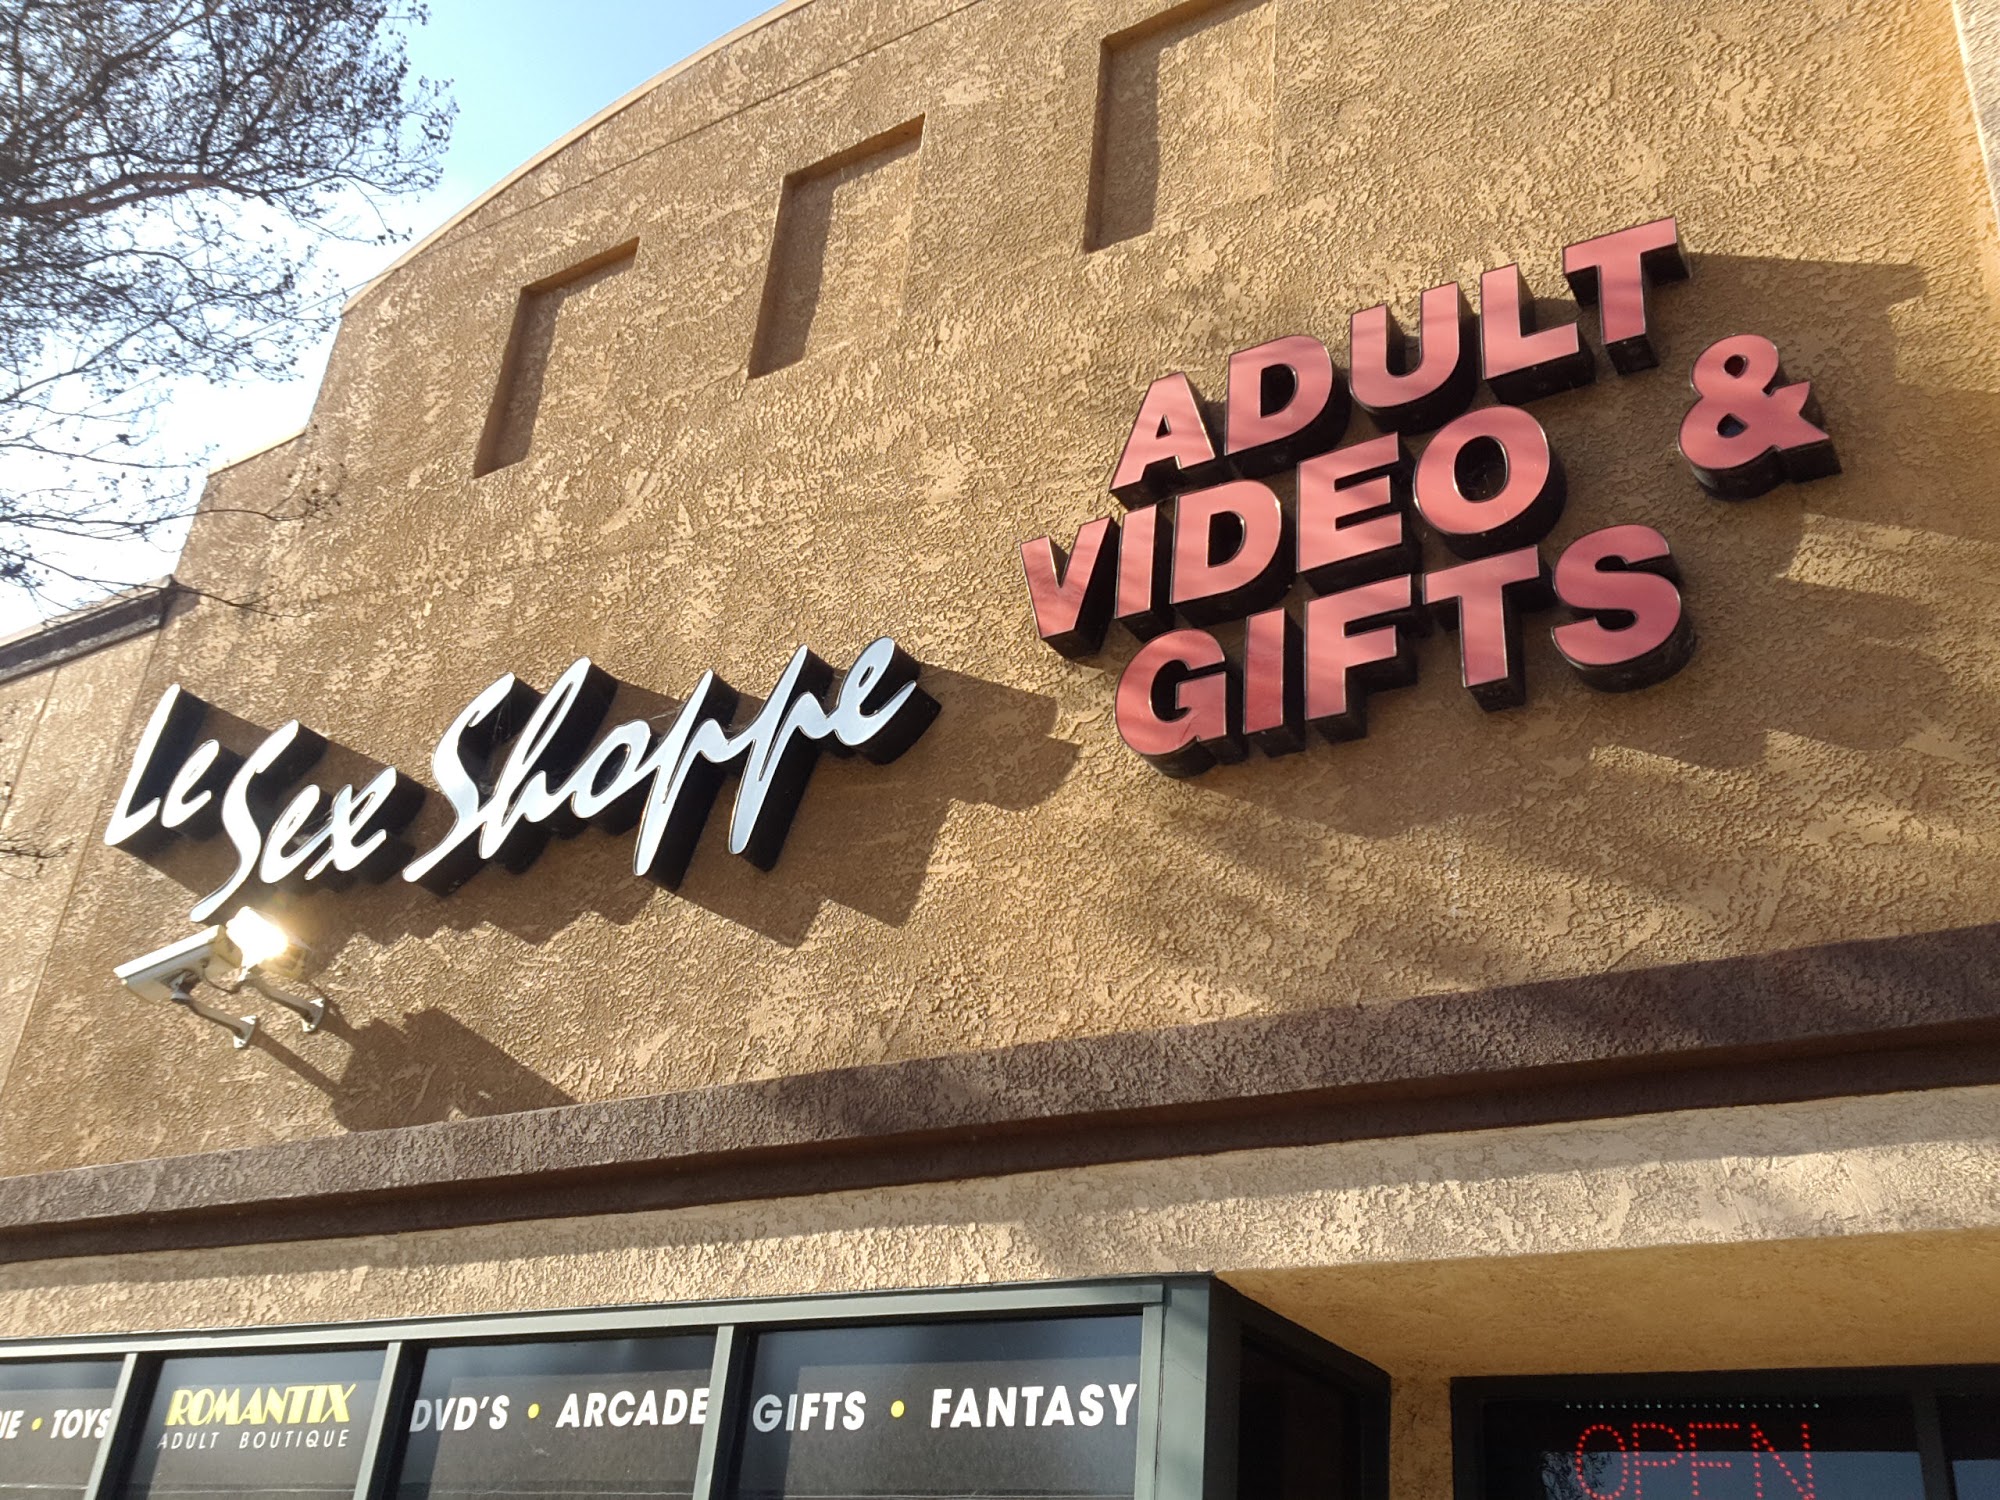 Le Sex Shoppe
ADULT
VIDEO &
GIFTS
TOYS
ROMANTIX
ADULT BOUTIQUE
DVD'S • ARCADE
GIFTS • FANTASY
OPEN